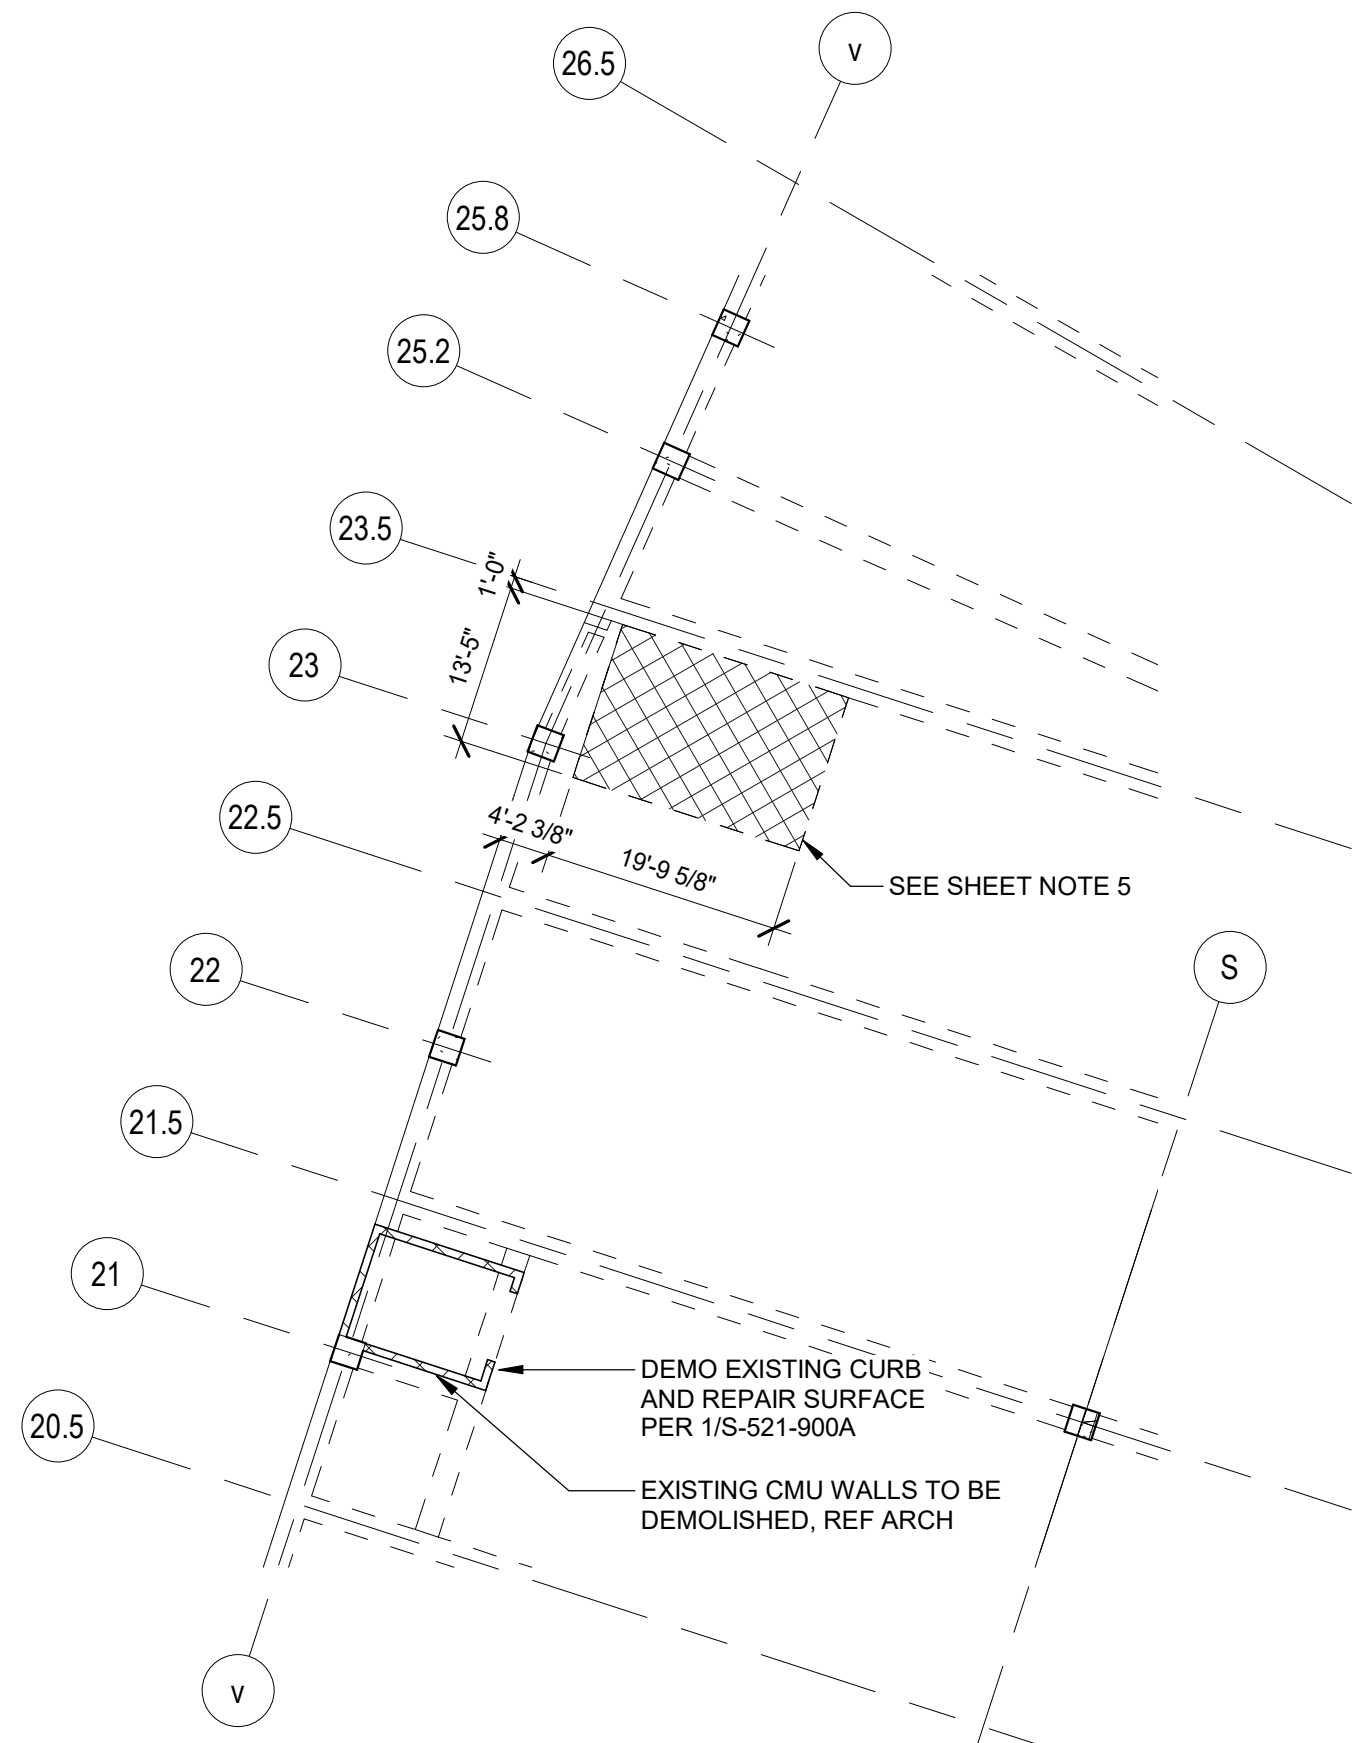 v
26.5
25.8
25.2
23.5
1'-0"
13'-5"
23
22.5
4'-2 3/8"
19'-9 5/8"
SEE SHEET NOTE 5
22
S
21.5
21
DEMO EXISTING CURB
AND REPAIR SURFACE
PER 1/S-521-900A
20.5
EXISTING CMU WALLS TO BE
DEMOLISHED, REF ARCH
v